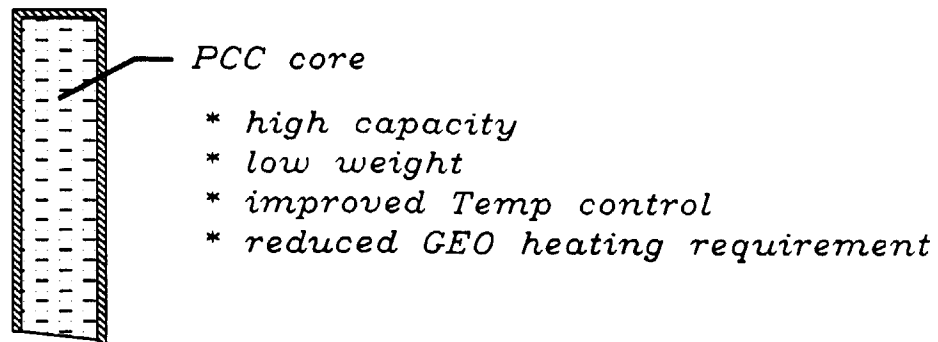 PCC core
* high capacity
* low weight
* improved Temp control
* reduced GEO heating requirement